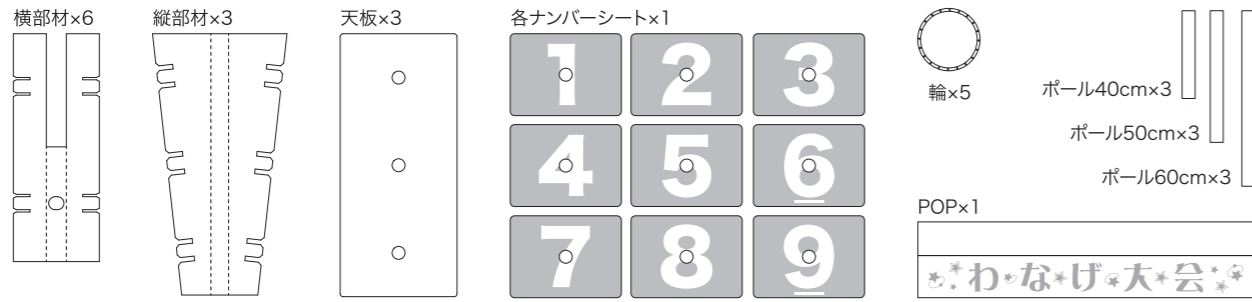 横部材×6
縦部材×3
天板×3
各ナンバーシート×1
1 2 3
4 5 6
7 8 9
輪×5
ポール40cm×3
ポール50cm×3
ポール60cm×3
POP×1
わなげ大会